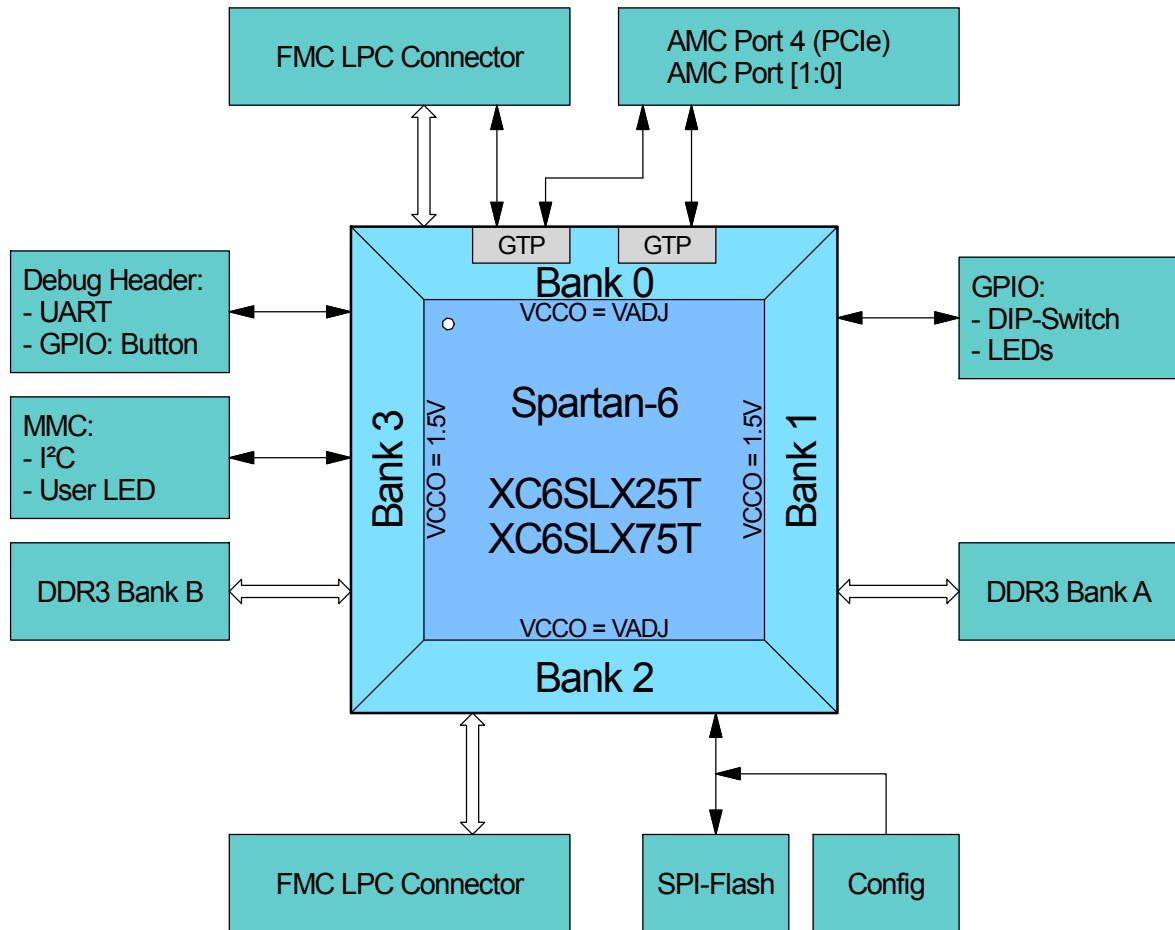 FMC LPC Connector
AMC Port 4 (PCIe)
AMC Port [1:0]
GTP
GTP
Bank 0
VCCO = VADJ
Debug Header:
- UART
- GPIO: Button
GPIO:
- DIP-Switch
- LEDs
MMC:
- I²C
- User LED
Bank 3
VCCO = 1.5V
Spartan-6
XC6SLX25T
XC6SLX75T
VCCO = 1.5V
Bank 1
DDR3 Bank B
DDR3 Bank A
VCCO = VADJ
Bank 2
FMC LPC Connector
SPI-Flash
Config